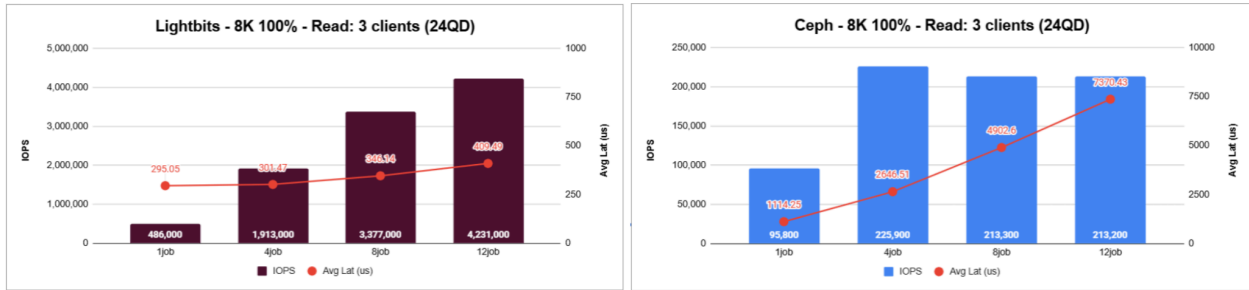 Lightbits - 8K 100% - Read: 3 clients (24QD)
5,000,000
4,000,000
3,000,000
2,000,000
1,000,000
0
IOPS
1000
750
500
250
0
Avg Lat (us)
295.05
301.47
346.14
409.49
486,000
1,913,000
3,377,000
4,231,000
1job
4job
8job
12job
IOPS
Avg Lat (us)
Ceph - 8K 100% - Read: 3 clients (24QD)
250,000
200,000
150,000
100,000
50,000
0
IOPS
10000
7500
5000
2500
0
Avg Lat (us)
1114.25
2646.51
4902.6
7370.43
95,800
225,900
213,300
213,200
1job
4job
8job
12job
IOPS
Avg Lat (us)